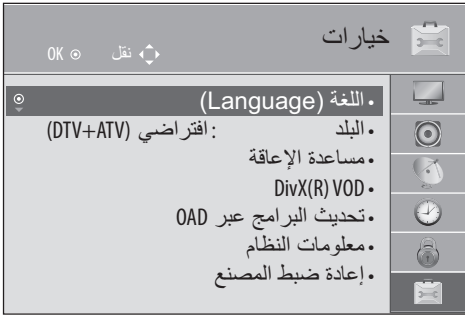 خيارات
نقل OK
اللغة (Language)
البلد : افتراضي (DTV+ATV)
مساعدة الإعاقة
DivX(R) VOD
تحديث البرامج عبر OAD
معلومات النظام
إعادة ضبط المصنع